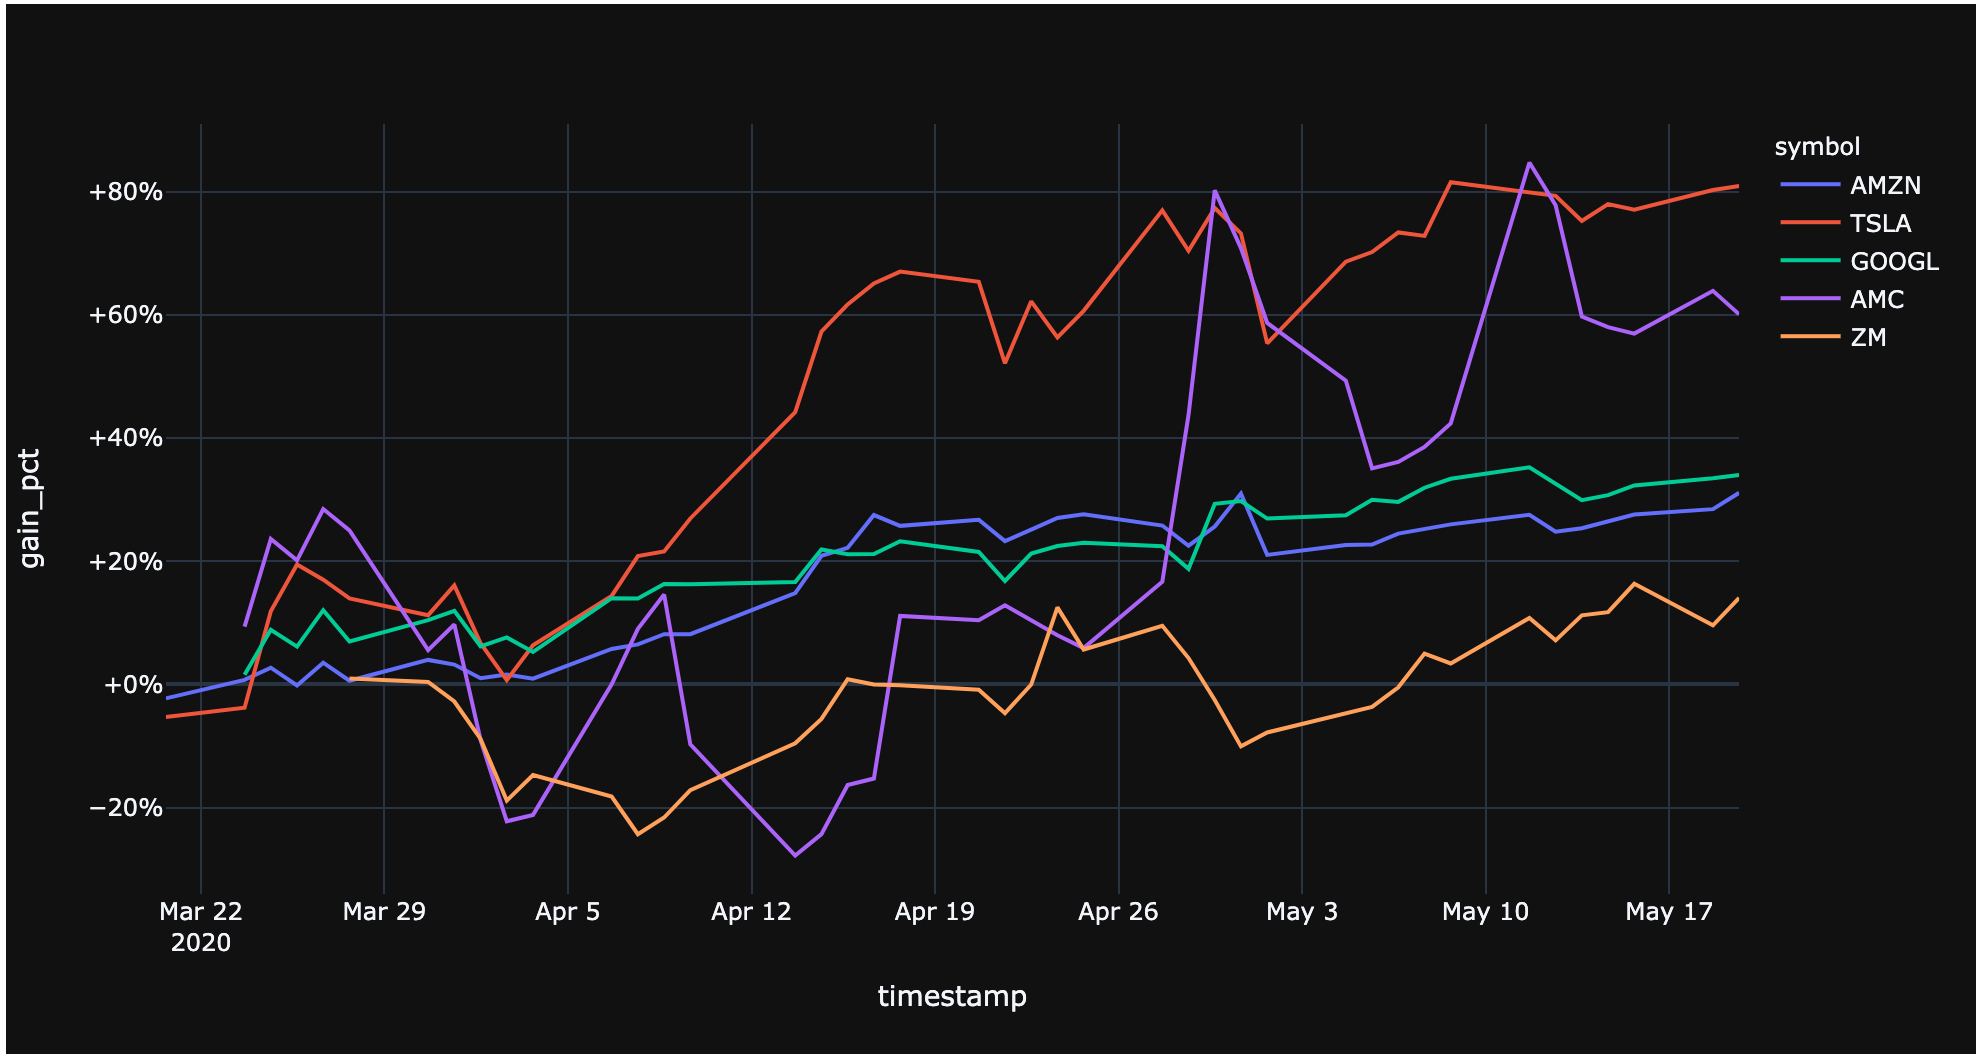 symbol
AMZN
TSLA
GOOGL
AMC
ZM
gain_pct
+80%
+60%
+40%
+20%
+0%
−20%
Mar 22
2020
Mar 29
Apr 5
Apr 12
Apr 19
Apr 26
May 3
May 10
May 17
timestamp